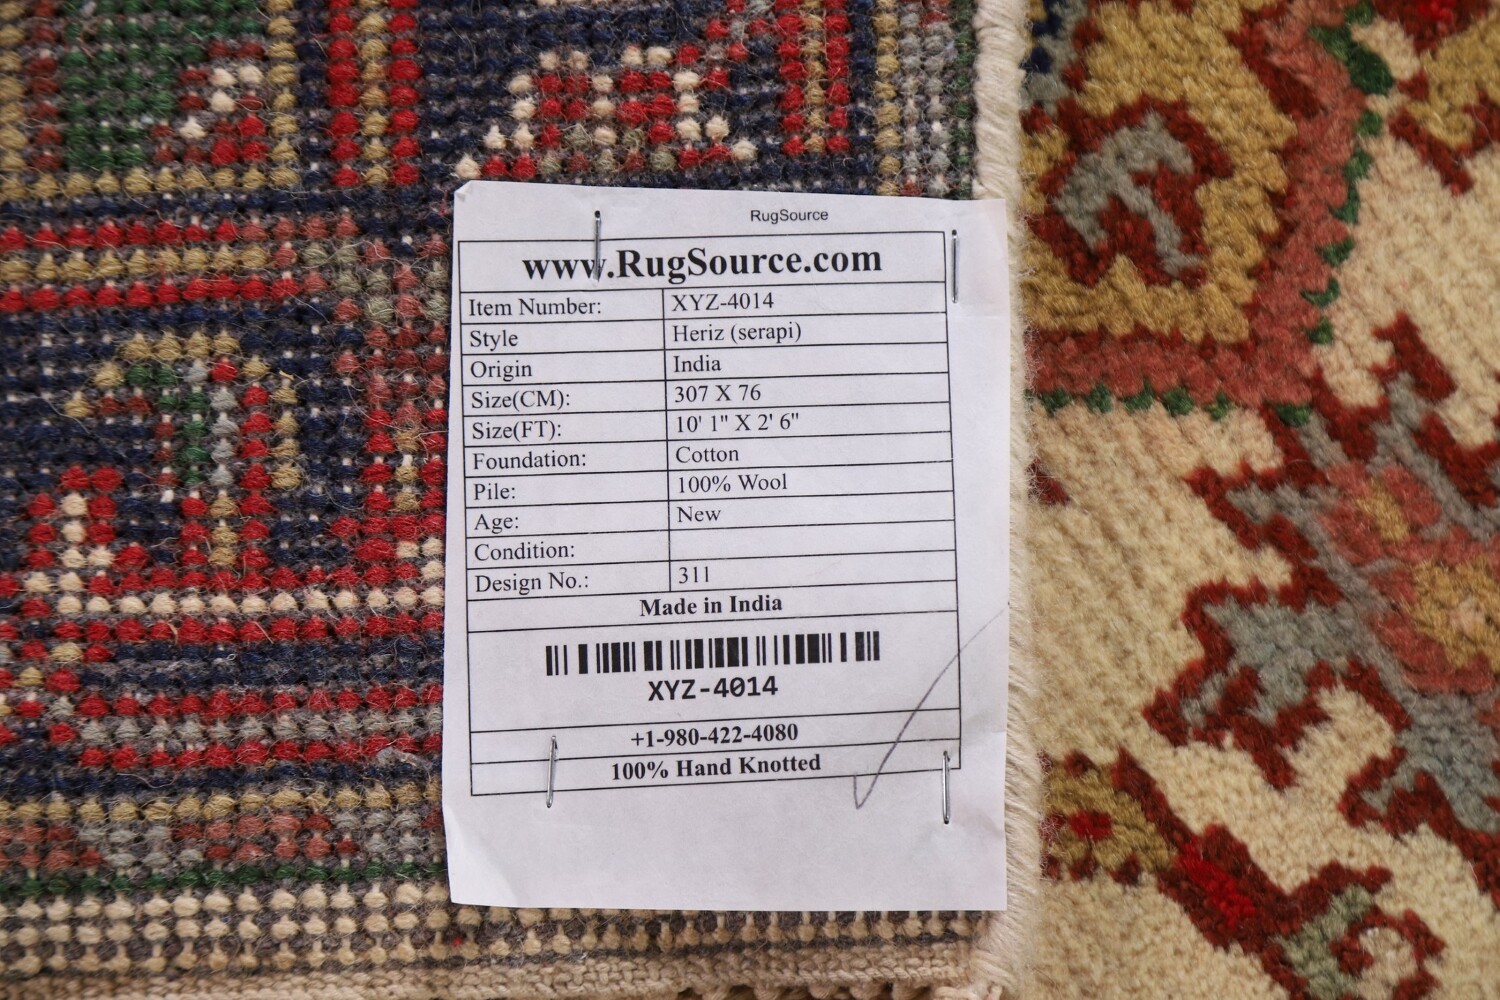 RugSource
www.RugSource.com
Item Number: XYZ-4014
Style Heriz (serapi)
Origin India
Size(CM): 307 X 76
Size(FT): 10' 1" X 2' 6"
Foundation: Cotton
Pile: 100% Wool
Age: New
Condition:
Design No.: 311
Made in India
XYZ-4014
+1-980-422-4080
100% Hand Knotted